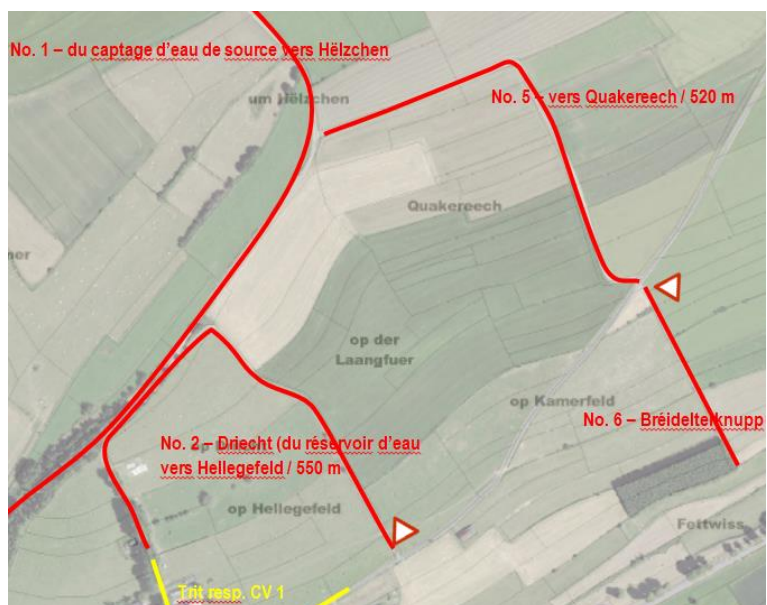 No. 1 – du captage d'eau de source vers Hëlzchen
um Hëlzchen
No. 5 – vers Quakereech / 520 m
Quakereech
op der
Laangfuer
op Kamerfeld
No. 6 – Bréidelterknupp
No. 2 – Driecht (du réservoir d'eau
vers Hellegefeld / 550 m
op Hellegefeld
Fettwiss
Trit resp. CV 1